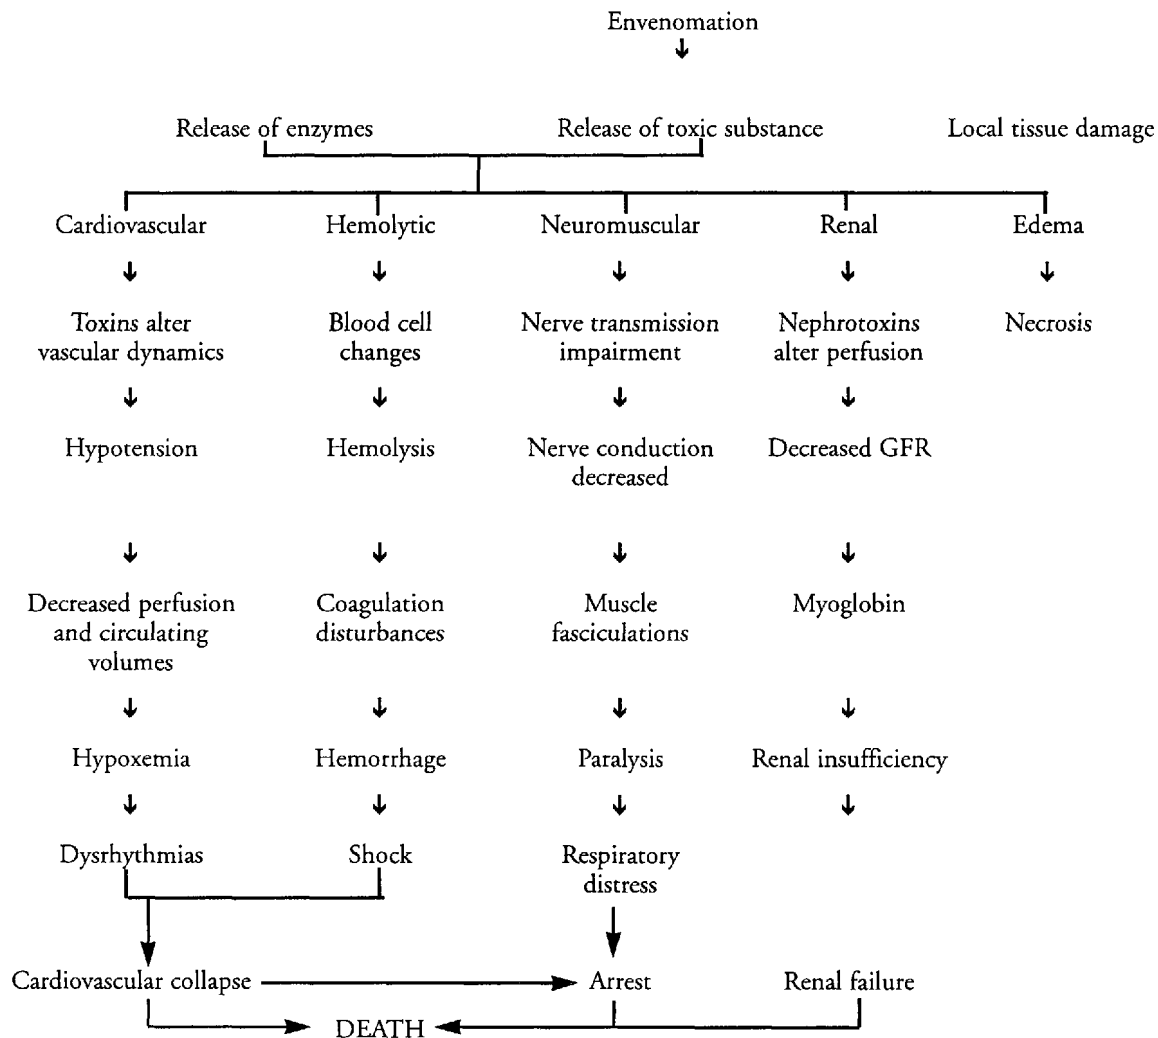 Envenomation
Release of enzymes
Release of toxic substance
Local tissue damage
Cardiovascular
Hemolytic
Neuromuscular
Renal
Edema
Toxins alter
vascular dynamics
Blood cell
changes
Nerve transmission
impairment
Nephrotoxins
alter perfusion
Necrosis
Hypotension
Hemolysis
Nerve conduction
decreased
Decreased GFR
Decreased perfusion
and circulating
volumes
Coagulation
disturbances
Muscle
fasciculations
Myoglobin
Hypoxemia
Hemorrhage
Paralysis
Renal insufficiency
Dysrhythmias
Shock
Respiratory
distress
Cardiovascular collapse
Arrest
Renal failure
DEATH